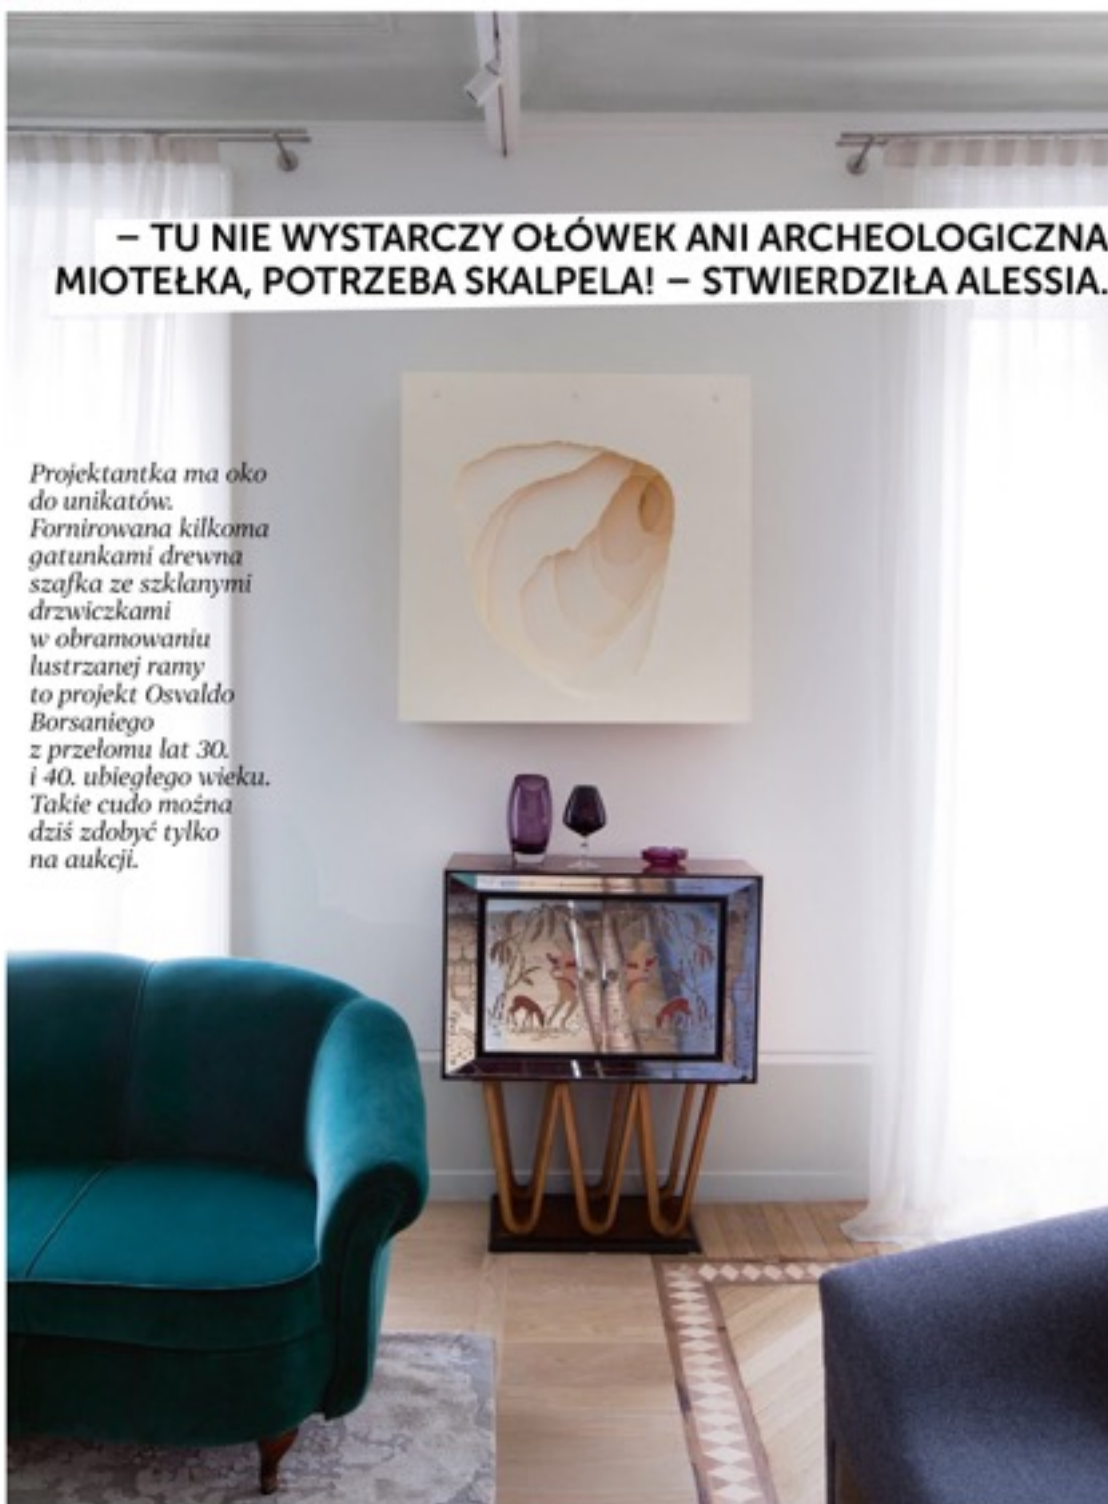 – TU NIE WYSTARCZY OŁÓWEK ANI ARCHEOLOGICZNA
MIOTEŁKA, POTRZEBA SKALPELA! – STWIERDZIŁA ALESSIA.
Projektantka ma oko
do unikatów.
Fornirowana kilkoma
gatunkami drewna
szafka ze szklanymi
drzwiczkami
w obramowaniu
lustrzanej ramy
to projekt Osvaldo
Borsaniego
z przełomu lat 30.
i 40. ubiegłego wieku.
Takie cudo można
dziś zdobyć tylko
na aukcji.